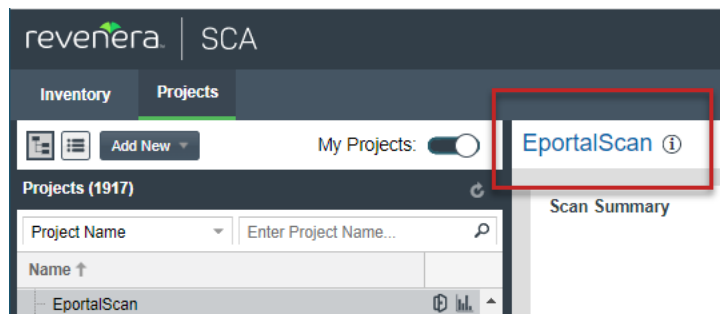 revenera. SCA
Inventory Projects
Add New My Projects:
EportalScan
Projects (1917)
Scan Summary
Project Name Enter Project Name...
Name
EportalScan